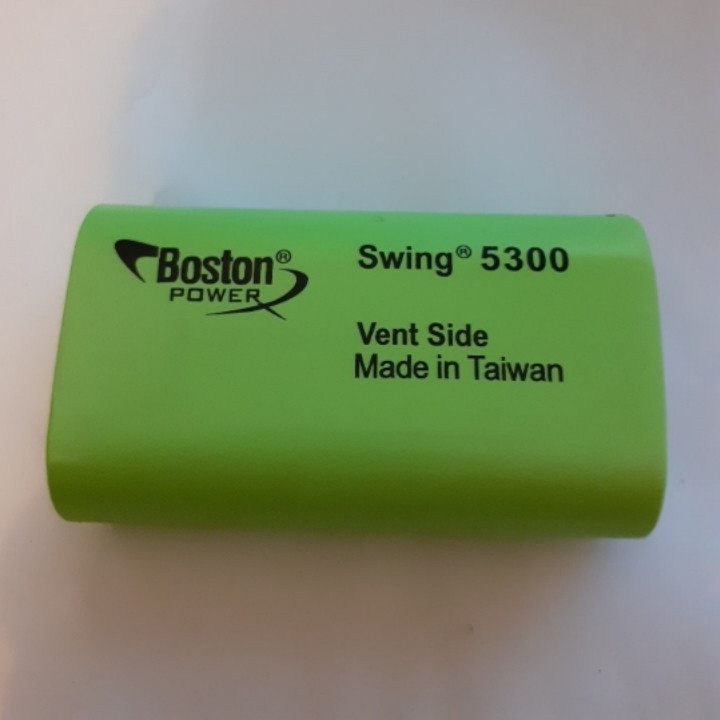 Boston®
POWER
Swing® 5300
Vent Side
Made in Taiwan